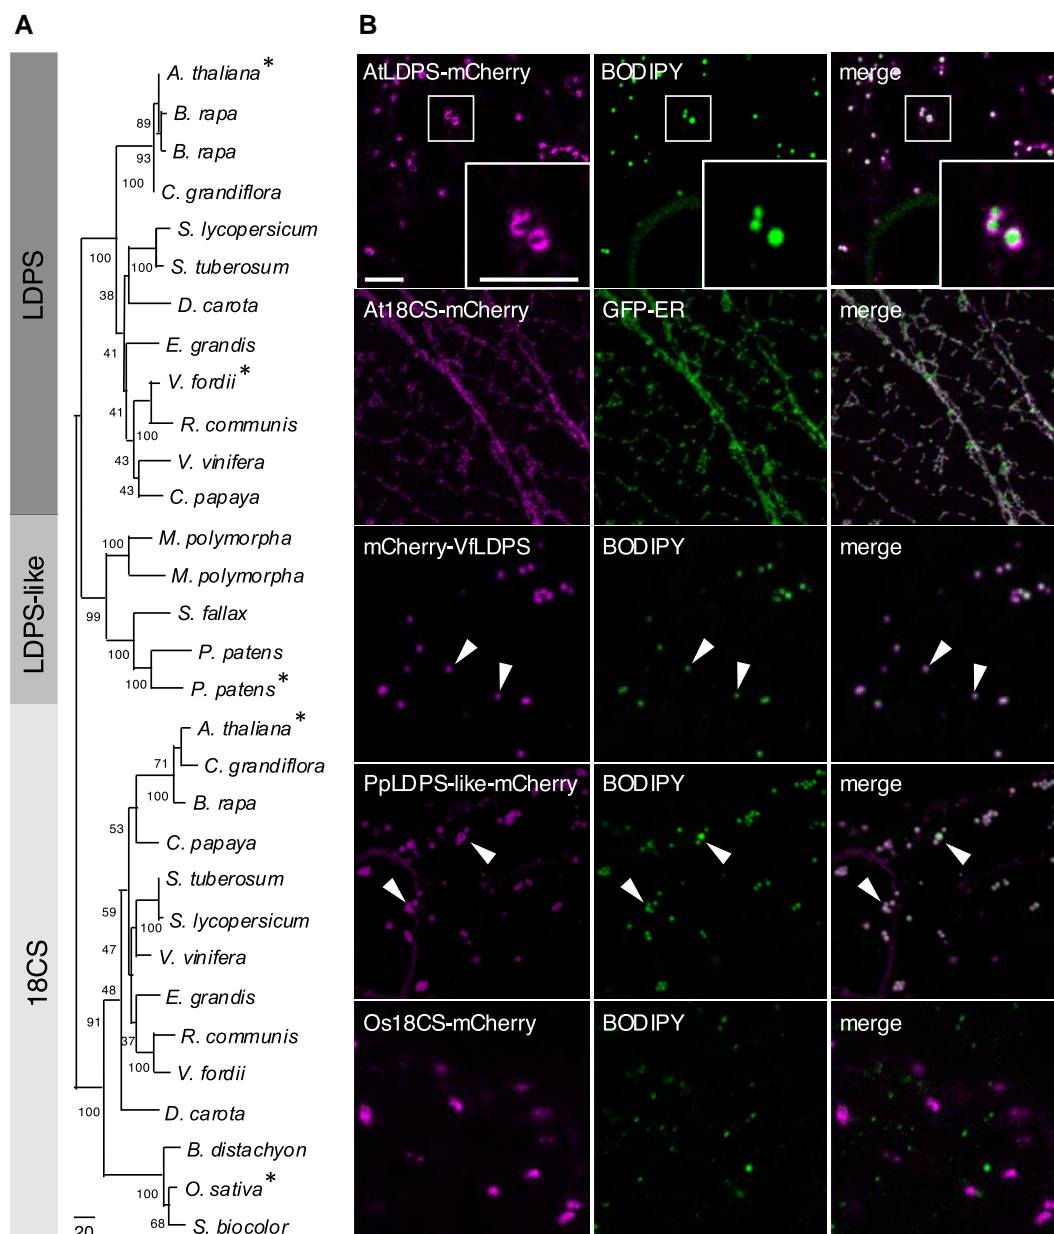 A
B
LDPS
LDPS-like
18CS
A. thaliana*
B. rapa
B. rapa
C. grandiflora
S. lycopersicum
S. tuberosum
D. carota
E. grandis
V. fordii*
R. communis
V. vinifera
C. papaya
M. polymorpha
M. polymorpha
S. fallax
P. patens
P. patens*
A. thaliana*
C. grandiflora
B. rapa
C. papaya
S. tuberosum
S. lycopersicum
V. vinifera
E. grandis
R. communis
V. fordii
D. carota
B. distachyon
O. sativa*
S. biocolor
89
93
100
100
100
38
41
41
100
43
43
100
99
100
100
71
100
53
59
100
47
48
91
37
100
100
100
68
20
AtLDPS-mCherry BODIPY merge
At18CS-mCherry GFP-ER merge
mCherry-VfLDPS BODIPY merge
PpLDPS-like-mCherry BODIPY merge
Os18CS-mCherry BODIPY merge